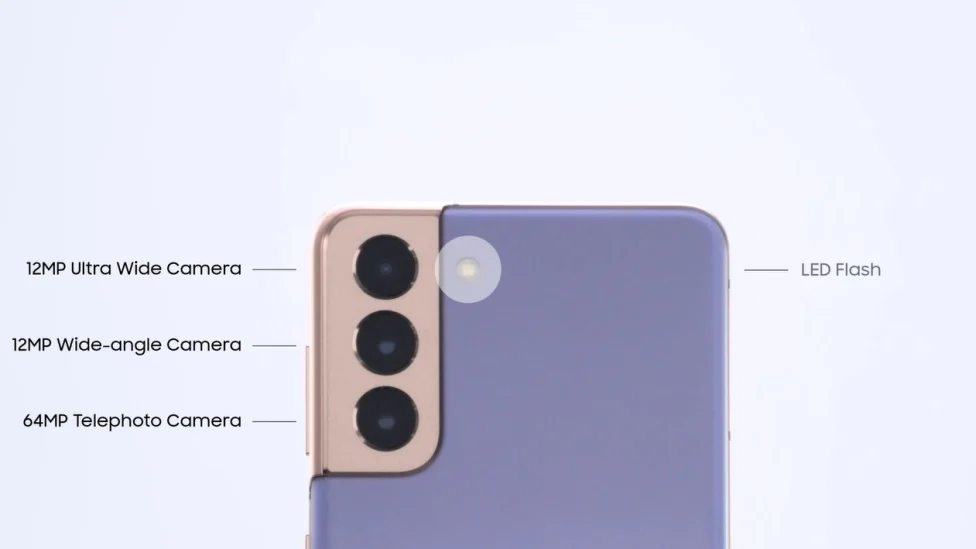 12MP Ultra Wide Camera
LED Flash
12MP Wide-angle Camera
64MP Telephoto Camera